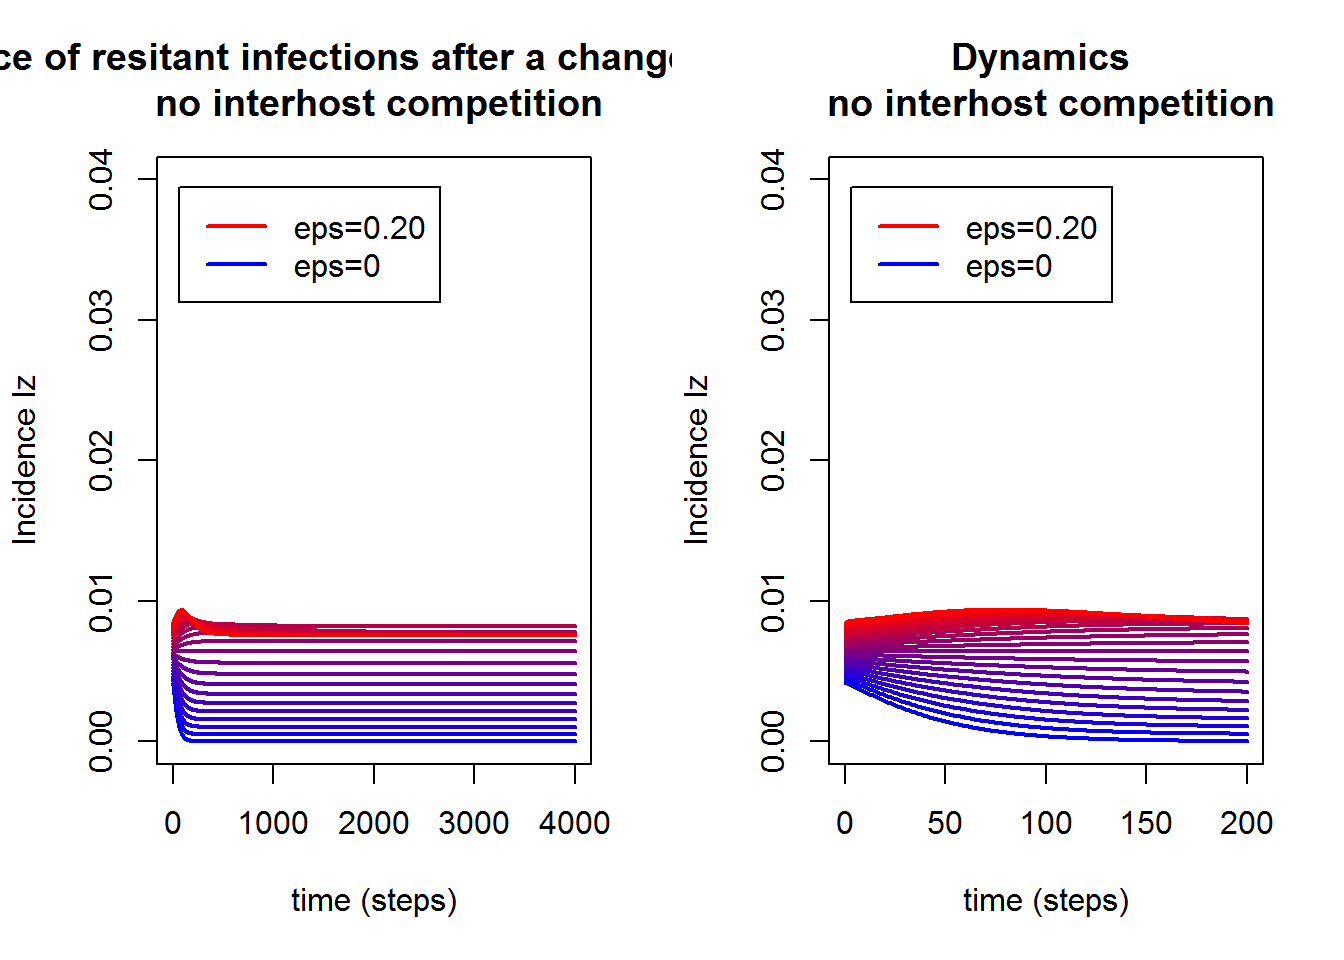 ce of resitant infections after a change
no interhost competition
0.04
0.03
0.02
0.01
0.00
Incidence Iz
eps=0.20
eps=0
0 1000 2000 3000 4000
time (steps)
Dynamics
no interhost competition
0.04
0.03
0.02
0.01
0.00
Incidence Iz
eps=0.20
eps=0
0 50 100 150 200
time (steps)